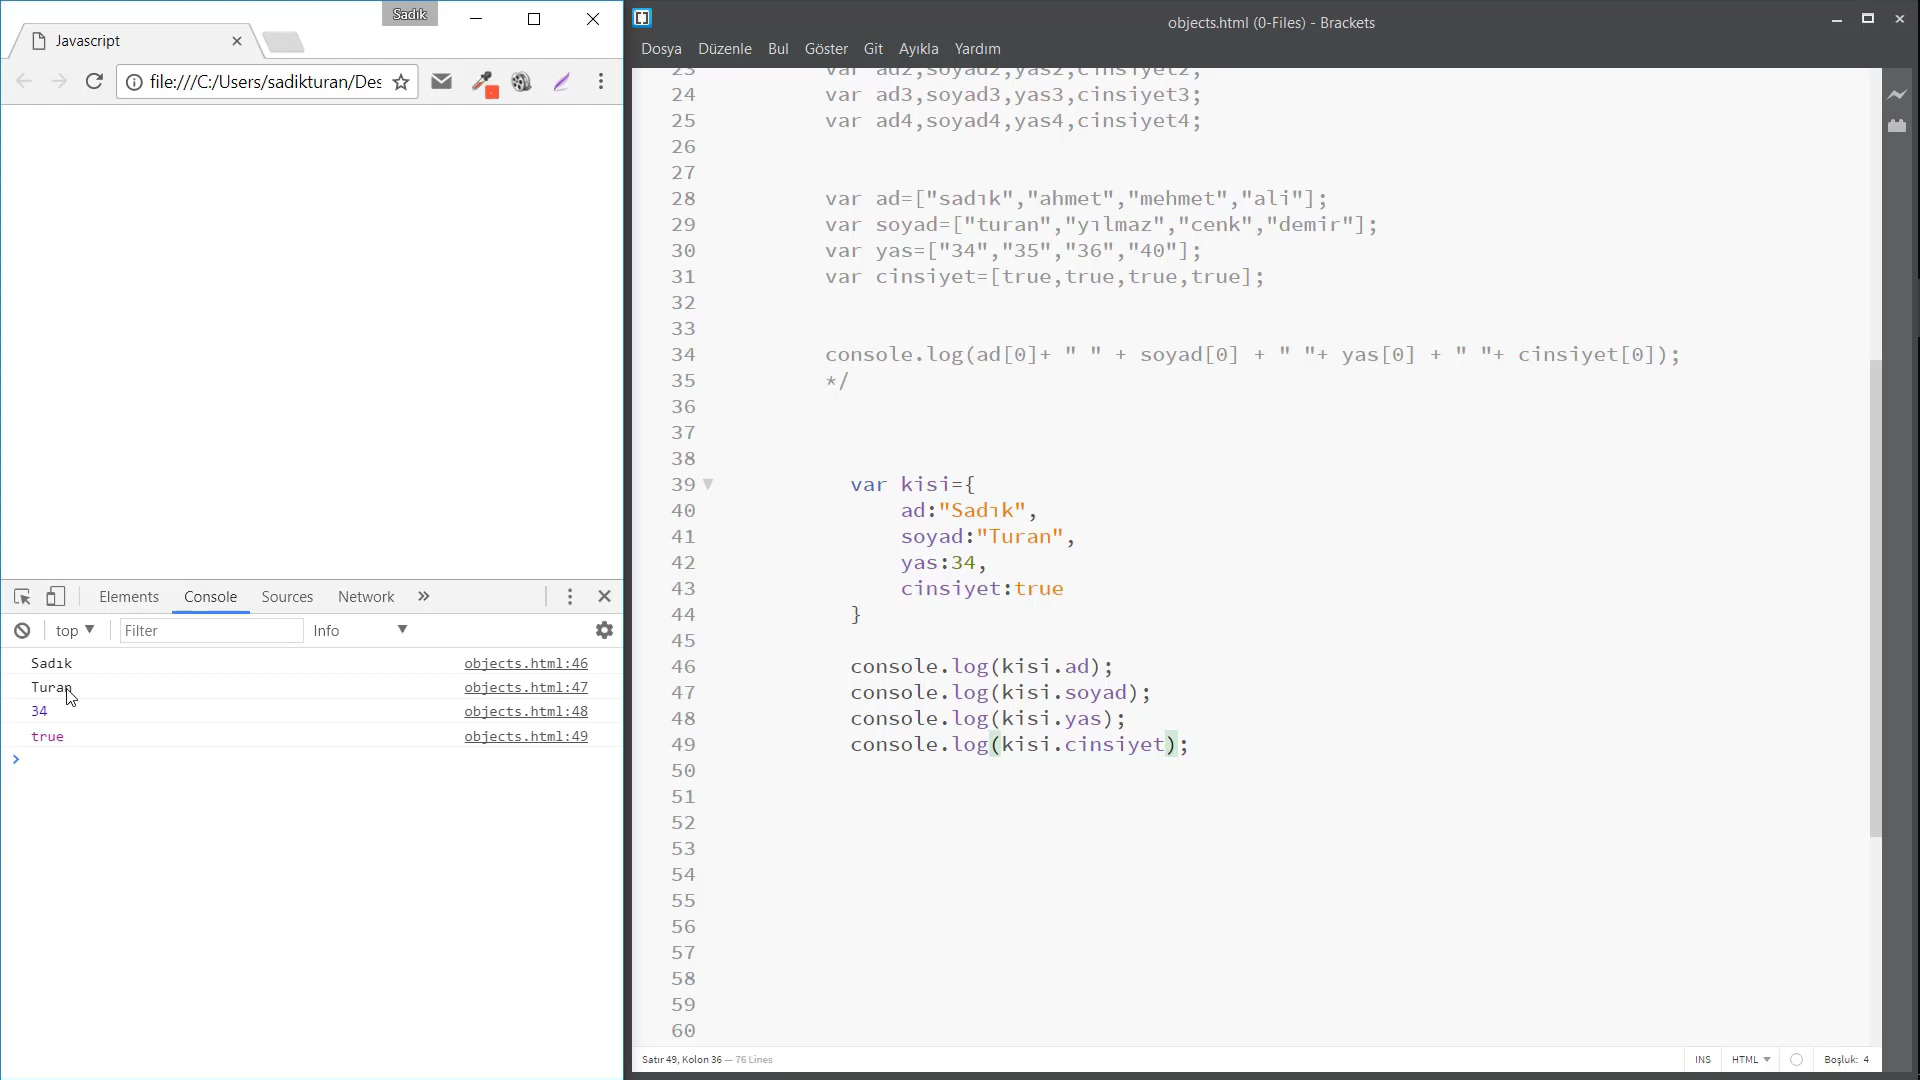 Sadık
Javascript
file:///C:/Users/sadikturan/Des
Elements Console Sources Network
top Filter Info
Sadık objects.html:46
Turan objects.html:47
34 objects.html:48
true objects.html:49
objects.html (0-Files) - Brackets
Dosya Düzenle Bul Göster Git Ayıkla Yardım
23 var ad2,soyad2,yas2,cinsiyet2;
24 var ad3,soyad3,yas3,cinsiyet3;
25 var ad4,soyad4,yas4,cinsiyet4;
26
27
28 var ad=["sadık","ahmet","mehmet","ali"];
29 var soyad=["turan","yılmaz","cenk","demir"];
30 var yas=["34","35","36","40"];
31 var cinsiyet=[true,true,true,true];
32
33
34 console.log(ad[0]+ " " + soyad[0] + " "+ yas[0] + " "+ cinsiyet[0]);
35 */
36
37
38
39 var kisi={
40 ad:"Sadık",
41 soyad:"Turan",
42 yas:34,
43 cinsiyet:true
44 }
45
46 console.log(kisi.ad);
47 console.log(kisi.soyad);
48 console.log(kisi.yas);
49 console.log(kisi.cinsiyet);
50
51
52
53
54
55
56
57
58
59
60
Satır 49, Kolon 36 — 76 Lines INS HTML Boşluk: 4